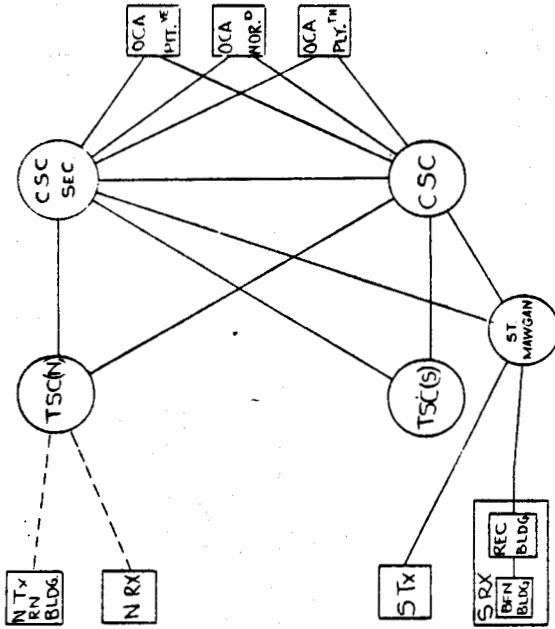 OCA
PIT.VE
OCA
NOR.D
OCA
PLY.TH
CSC
SEC
CSC
TSC(N)
TSC(S)
ST.
MAWGAN
N Tx
RN
BLDG.
N RX
S Tx
S RX
BFN
BLDG
REC
BLDG